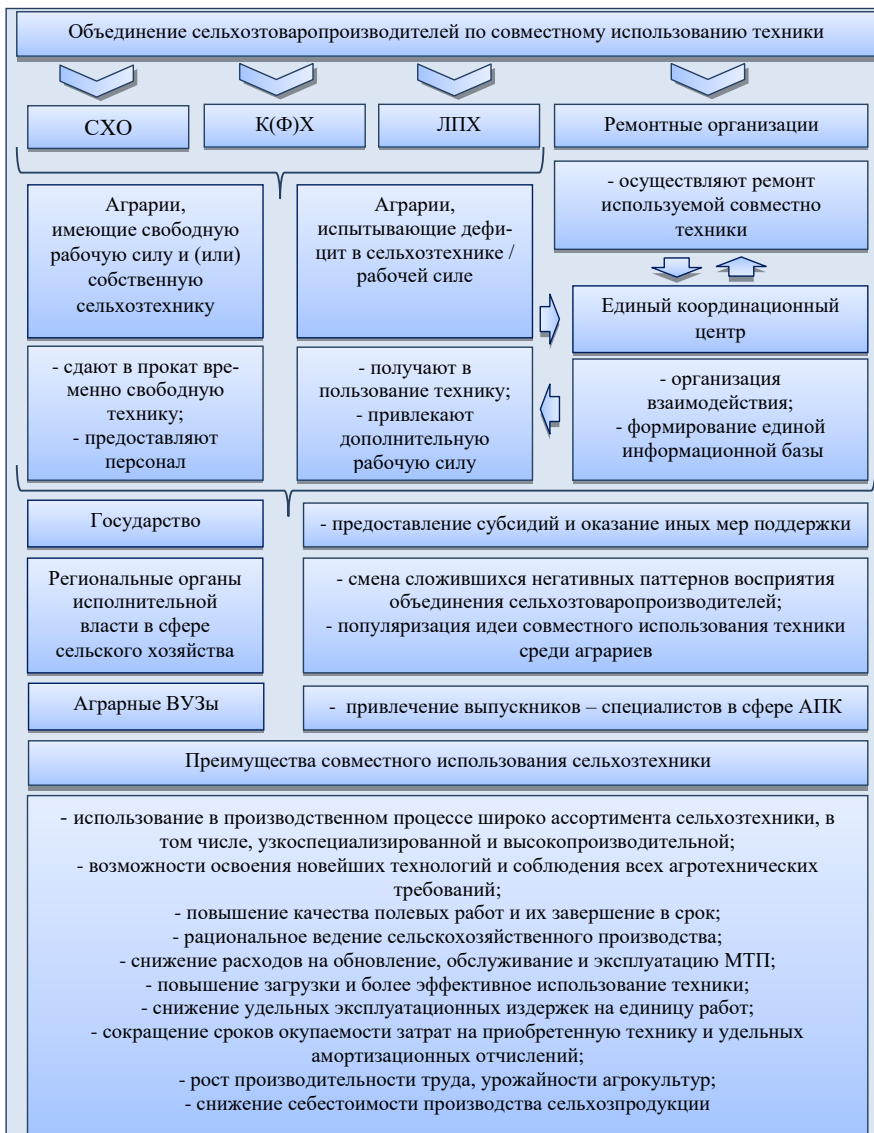 Объединение сельхозтоваропроизводителей по совместному использованию техники
СХО
К(Ф)Х
ЛПХ
Ремонтные организации
Аграрии,
имеющие свободную
рабочую силу и (или)
собственную
сельхозтехнику
Аграрии,
испытывающие дефи-
цит в сельхозтехнике /
рабочей силе
- осуществляют ремонт
используемой совместно
техники
Единый координационный
центр
- сдают в прокат вре-
менно свободную
технику;
- предоставляют
персонал
- получают в
пользование технику;
- привлекают
дополнительную
рабочую силу
- организация
взаимодействия;
- формирование единой
информационной базы
Государство
- предоставление субсидий и оказание иных мер поддержки
Региональные органы
исполнительной
власти в сфере
сельского хозяйства
- смена сложившихся негативных паттернов восприятия
объединения сельхозтоваропроизводителей;
- популяризация идеи совместного использования техники
среди аграриев
Аграрные ВУЗы
- привлечение выпускников – специалистов в сфере АПК
Преимущества совместного использования сельхозтехники
- использование в производственном процессе широко ассортимента сельхозтехники, в
том числе, узкоспециализированной и высокопроизводительной;
- возможности освоения новейших технологий и соблюдения всех агротехнических
требований;
- повышение качества полевых работ и их завершение в срок;
- рациональное ведение сельскохозяйственного производства;
- снижение расходов на обновление, обслуживание и эксплуатацию МТП;
- повышение загрузки и более эффективное использование техники;
- снижение удельных эксплуатационных издержек на единицу работ;
- сокращение сроков окупаемости затрат на приобретенную технику и удельных
амортизационных отчислений;
- рост производительности труда, урожайности агрокультур;
- снижение себестоимости производства сельхозпродукции